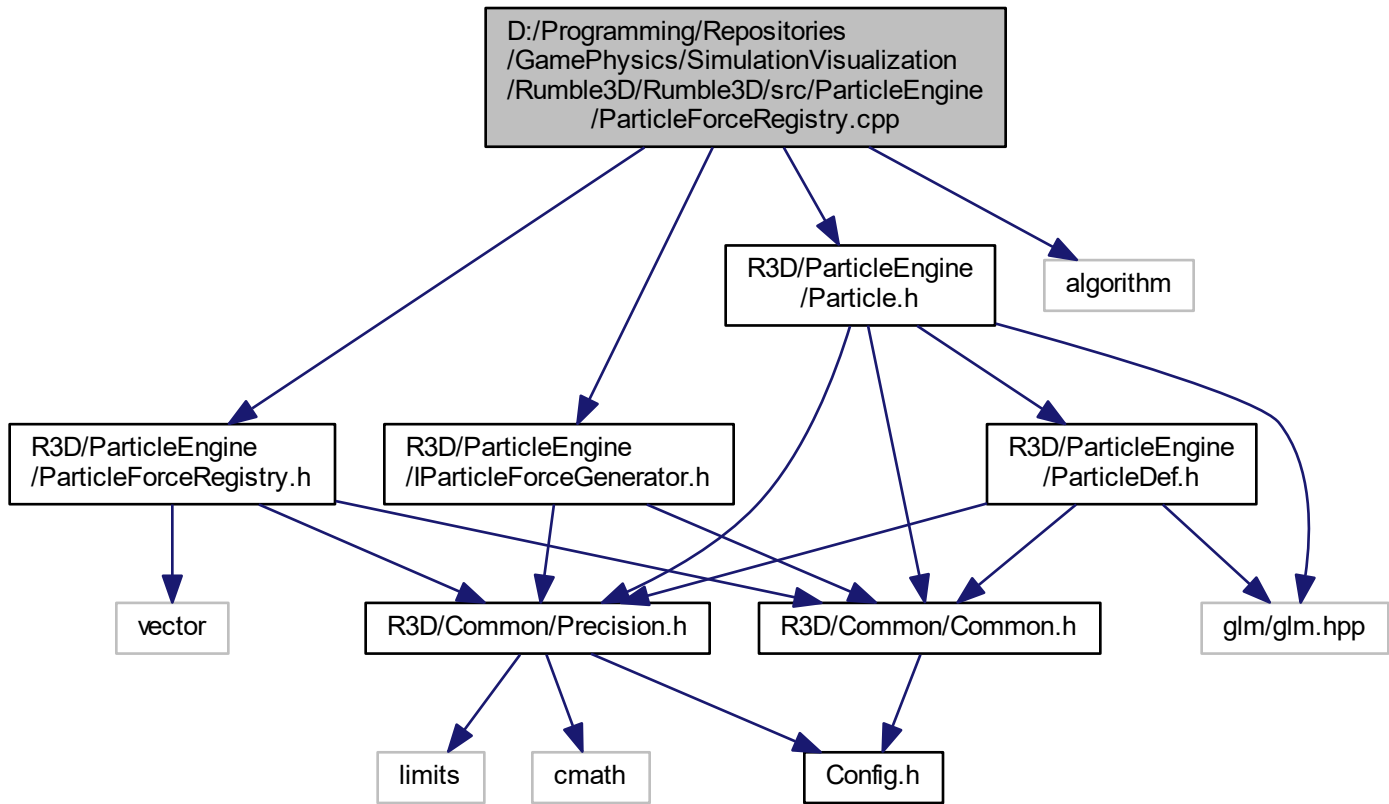 D:/Programming/Repositories
/GamePhysics/SimulationVisualization
/Rumble3D/Rumble3D/src/ParticleEngine
/ParticleForceRegistry.cpp
R3D/ParticleEngine
/Particle.h
algorithm
R3D/ParticleEngine
/ParticleForceRegistry.h
R3D/ParticleEngine
/IParticleForceGenerator.h
R3D/ParticleEngine
/ParticleDef.h
vector
R3D/Common/Precision.h
R3D/Common/Common.h
glm/glm.hpp
limits
cmath
Config.h